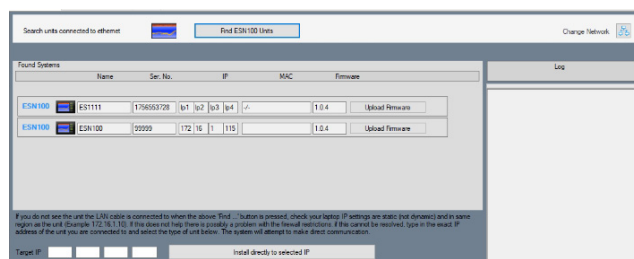 Search units connected to ethernet
Find ESN100 Units
Change Network
Found Systems
Name Ser. No. IP MAC Firmware
Log
ESN100 ES1111 1756553728 Ip1 Ip2 Ip3 Ip4 -/- 1.0.4 Upload Firmware
ESN100 ESN100 99999 172 16 1 115 1.0.4 Upload Firmware
If you do not see the unit the LAN cable is connected to when the above 'Find ...' button is pressed, check your laptop IP settings are static (not dynamic) and in same
region as the unit (Example 172.16.1.10). If this does not help there is possibly a problem with the firewall restrictions. if this cannot be resolved, type in the exact IP
address of the unit you are connected to and select the type of unit below. The system will attempt to make direct communication.
Target IP
Install directly to selected IP